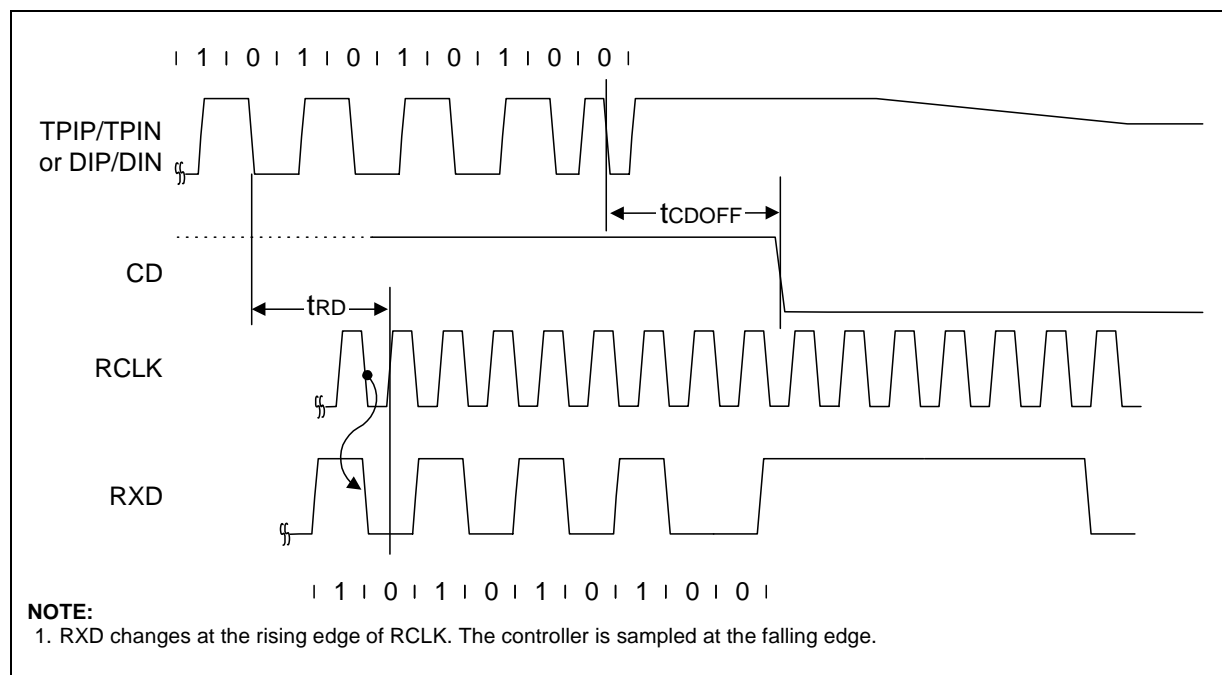 I 1 I 0 I 1 I 0 I 1 I 0 I 1 I 0 I 0 I
TPIP/TPIN
or DIP/DIN
tCDOFF
CD
tRD
RCLK
RXD
I 1 I 0 I 1 I 0 I 1 I 0 I 1 I 0 I 0 I
NOTE:
1. RXD changes at the rising edge of RCLK. The controller is sampled at the falling edge.